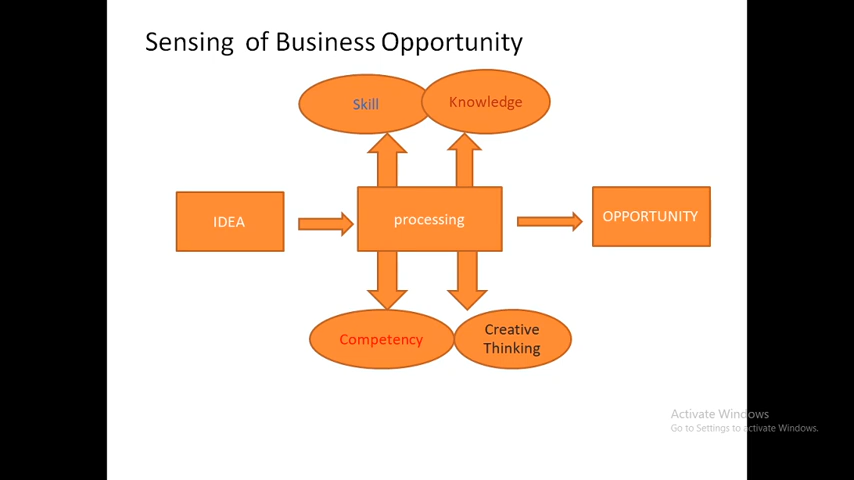 Sensing of Business Opportunity
Skill
Knowledge
IDEA
processing
OPPORTUNITY
Competency
Creative
Thinking
Activate Windows
Go to Settings to activate Windows.